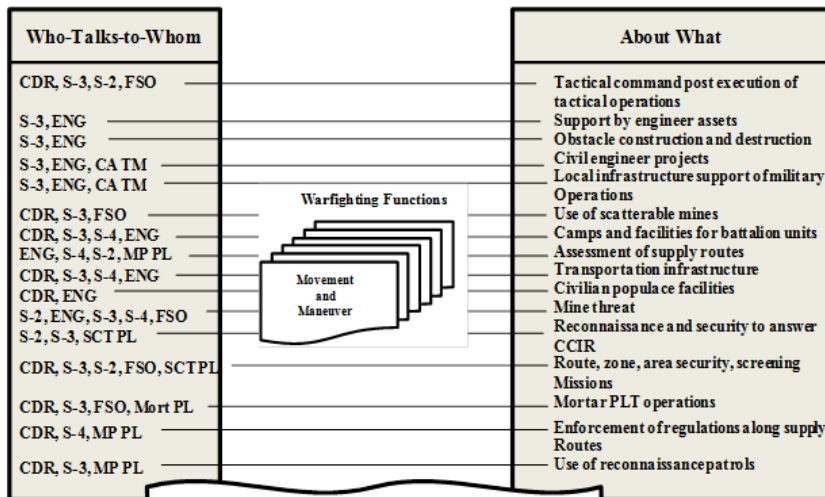 Who-Talks-to-Whom
CDR, S-3, S-2, FSO
S-3, ENG
S-3, ENG
S-3, ENG, CA TM
S-3, ENG, CA TM
CDR, S-3, FSO
CDR, S-3, S-4, ENG
ENG, S-4, S-2, MP PL
CDR, S-3, S-4, ENG
CDR, ENG
S-2, ENG, S-3, S-4, FSO
S-2, S-3, SCT PL
CDR, S-3, S-2, FSO, SCT PL
CDR, S-3, FSO, Mort PL
CDR, S-4, MP PL
CDR, S-3, MP PL
Warfighting Functions
Movement
and
Maneuver
About What
Tactical command post execution of
tactical operations
Support by engineer assets
Obstacle construction and destruction
Civil engineer projects
Local infrastructure support of military
Operations
Use of scatterable mines
Camps and facilities for battalion units
Assessment of supply routes
Transportation infrastructure
Civilian populace facilities
Mine threat
Reconnaissance and security to answer
CCIR
Route, zone, area security, screening
Missions
Mortar PLT operations
Enforcement of regulations along supply
Routes
Use of reconnaissance patrols